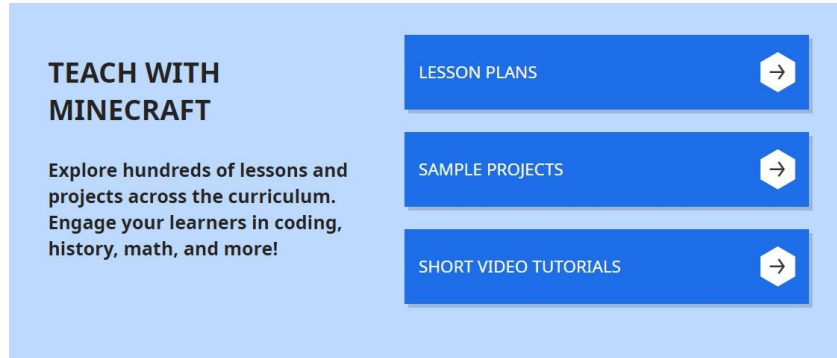 TEACH WITH
MINECRAFT
Explore hundreds of lessons and
projects across the curriculum.
Engage your learners in coding,
history, math, and more!
LESSON PLANS
SAMPLE PROJECTS
SHORT VIDEO TUTORIALS